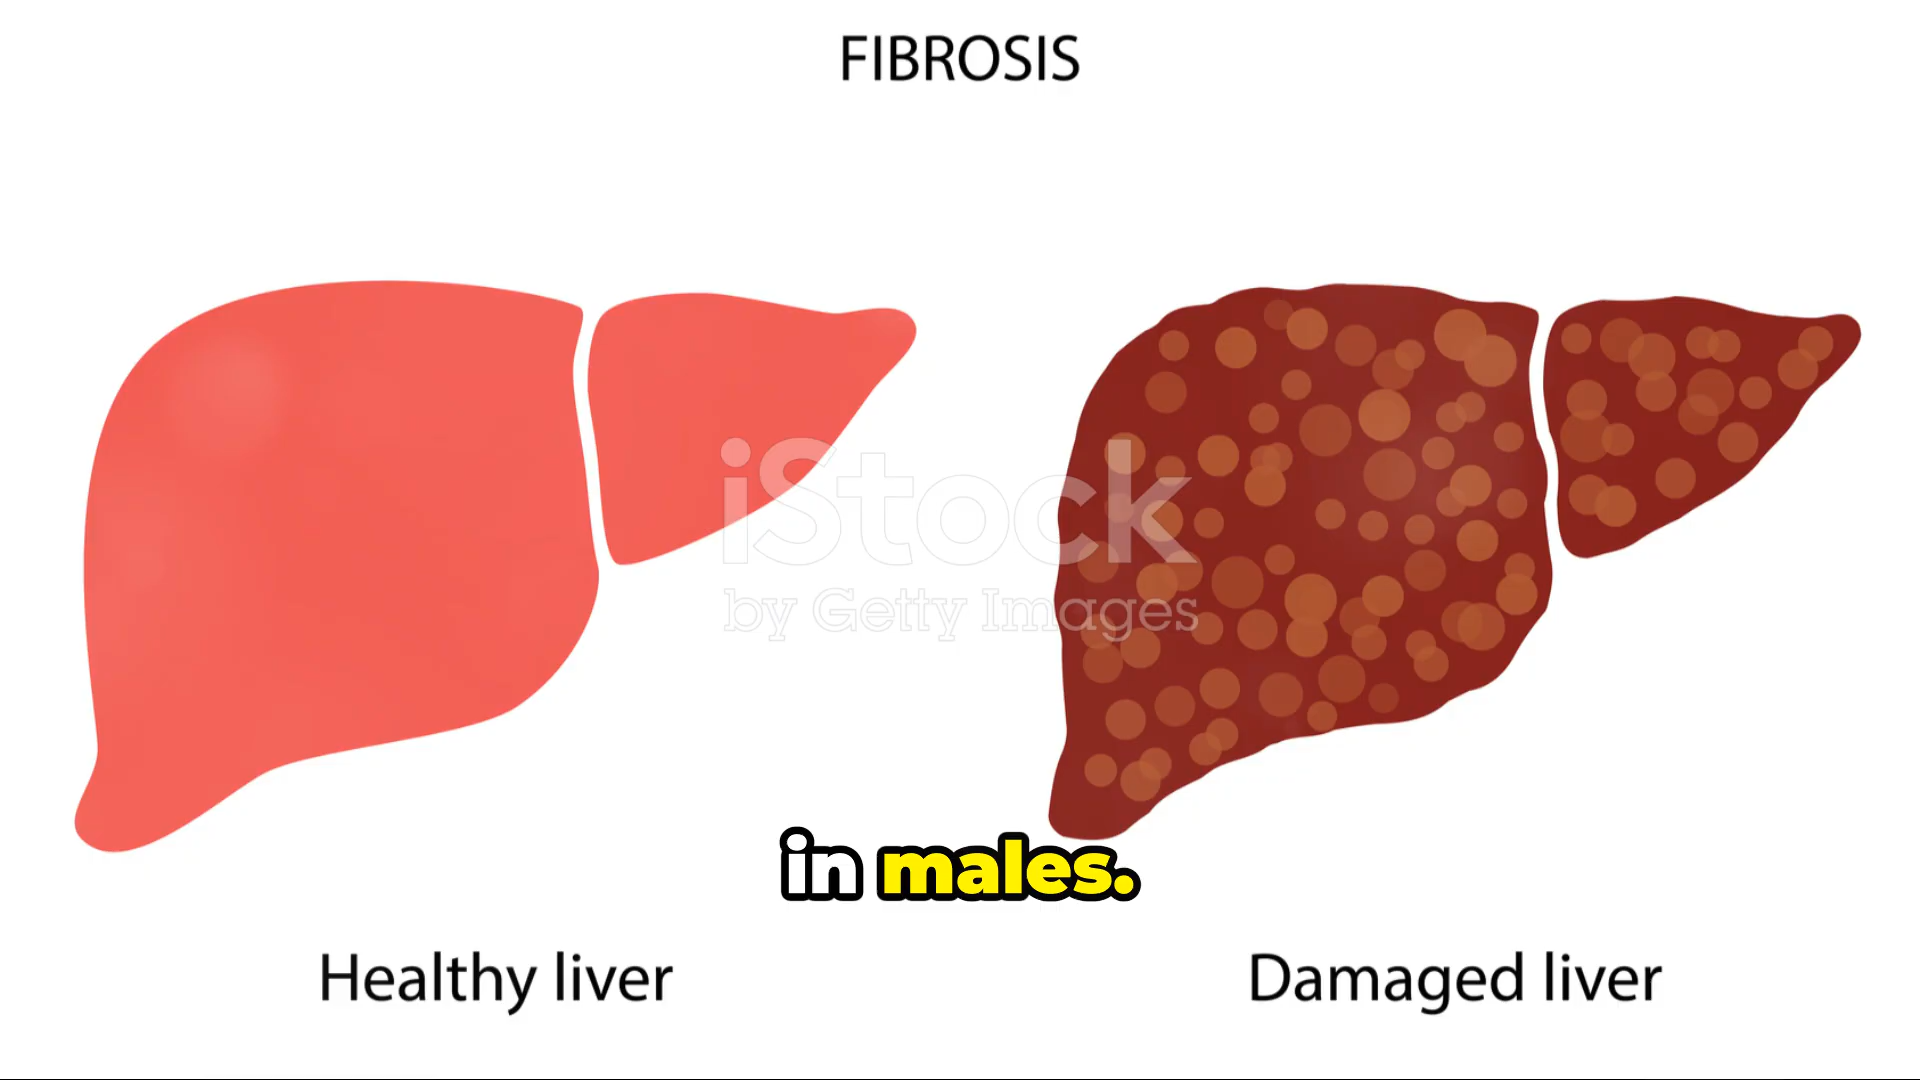 FIBROSIS
iStock
by Getty Images
in males.
Healthy liver
Damaged liver